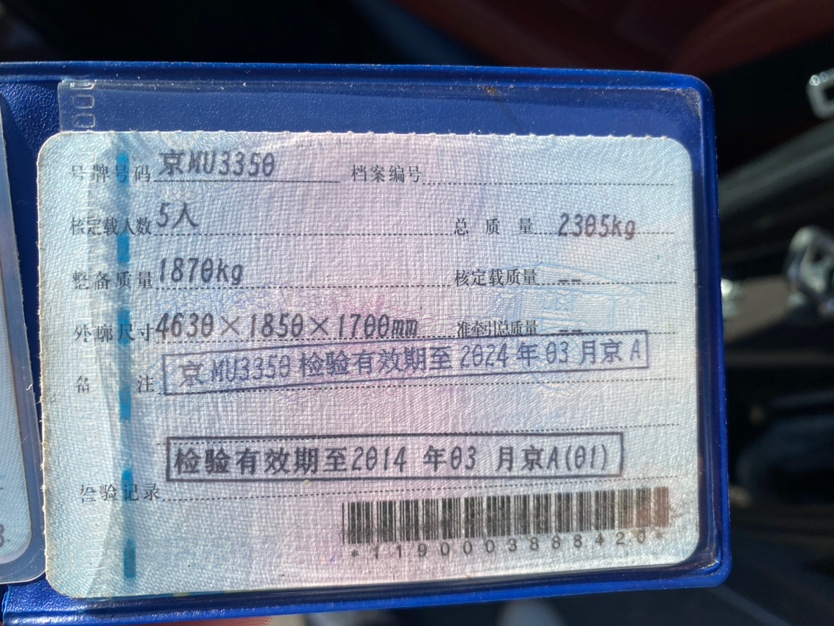 号牌号码 京MU3350 档案编号
核定载人数 5人 总质量 2305kg
整备质量 1870kg 核定载质量 --
外廓尺寸 4630×1850×1700mm 准牵引总质量 --
备注 京MU3350 检验有效期至2024年03月京A
检验有效期至2014 年03 月京A(01)
检验记录
*1190003888420*